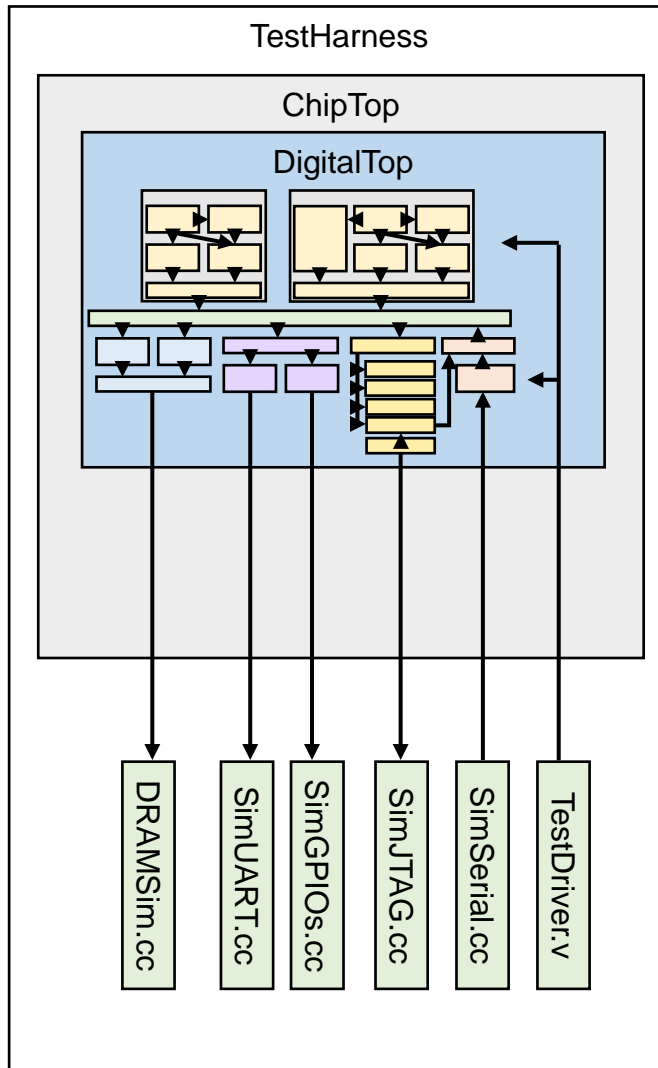 TestHarness
ChipTop
DigitalTop
DRAMSim.cc
SimUART.cc
SimGPIOs.cc
SimJTAG.cc
SimSerial.cc
TestDriver.v